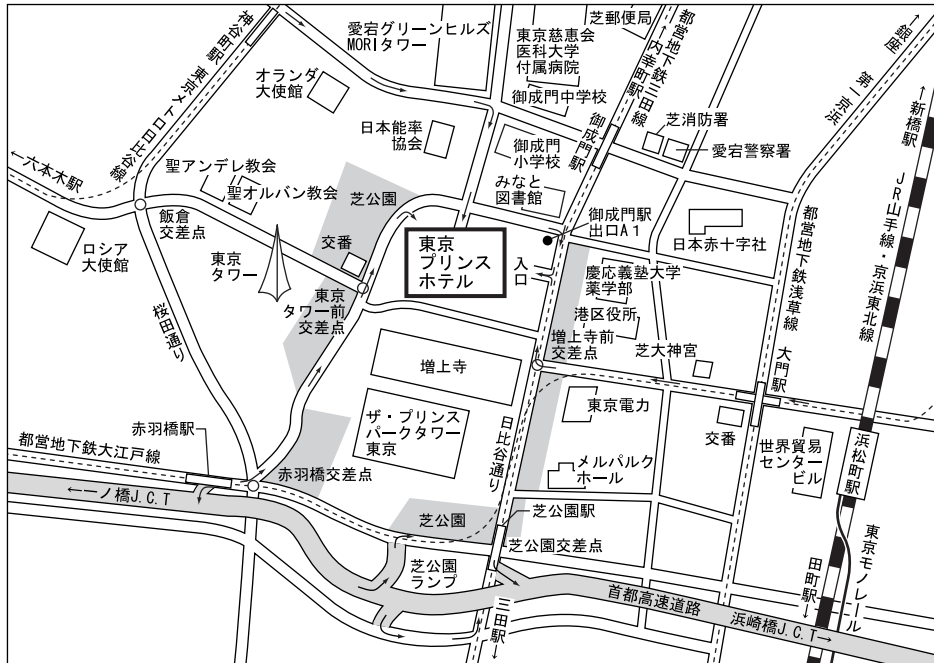 神谷町駅
東京メトロ日比谷線
愛宕グリーンヒルズ
MORIタワー
芝郵便局
東京慈恵会
医科大学
付属病院
都営地下鉄三田線
←内幸町駅
←銀座
第一京浜
←新橋駅
オランダ
大使館
御成門中学校
御成門駅
芝消防署
日本能率
協会
御成門
小学校
愛宕警察署
JR山手線・京浜東北線
←六本木駅
聖アンデレ教会
聖オルバン教会
芝公園
みなと
図書館
御成門駅
出口A1
飯倉
交差点
交番
日本赤十字社
ロシア
大使館
東京
タワー
東京
プリンス
ホテル
入口
慶応義塾大学
薬学部
都営地下鉄浅草線
桜田通り
東京
タワー前
交差点
港区役所
増上寺前
交差点
芝大神宮
大門駅
増上寺
ザ・プリンス
パークタワー
東京
日比谷通り
東京電力
交番
世界貿易
センタービル
浜松町駅
赤羽橋駅
都営地下鉄大江戸線
赤羽橋交差点
メルパルク
ホール
←一ノ橋J.C.T
芝公園
芝公園駅
芝公園交差点
東京モノレール
芝公園
ランプ
田町駅→
三田駅→
首都高速道路
浜崎橋J.C.T→